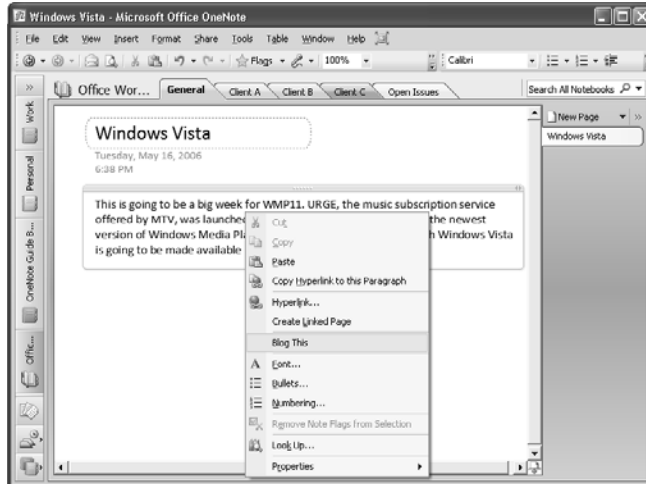 Windows Vista - Microsoft Office OneNote
File Edit View Insert Format Share Tools Table Window Help
Flags 100% Calibri
Office Wor... General Client A Client B Client C Open Issues Search All Notebooks
New Page
Windows Vista
Work
Personal
OneNote Guide B...
Offic...
Windows Vista
Tuesday, May 16, 2006
6:38 PM
This is going to be a big week for WMP11. URGE, the music subscription service
offered by MTV, was launche the newest
version of Windows Media Pla h Windows Vista
is going to be made available
Cut
Copy
Paste
Copy Hyperlink to this Paragraph
Hyperlink...
Create Linked Page
Blog This
Font...
Bullets...
Numbering...
Remove Note Flags from Selection
Look Up...
Properties